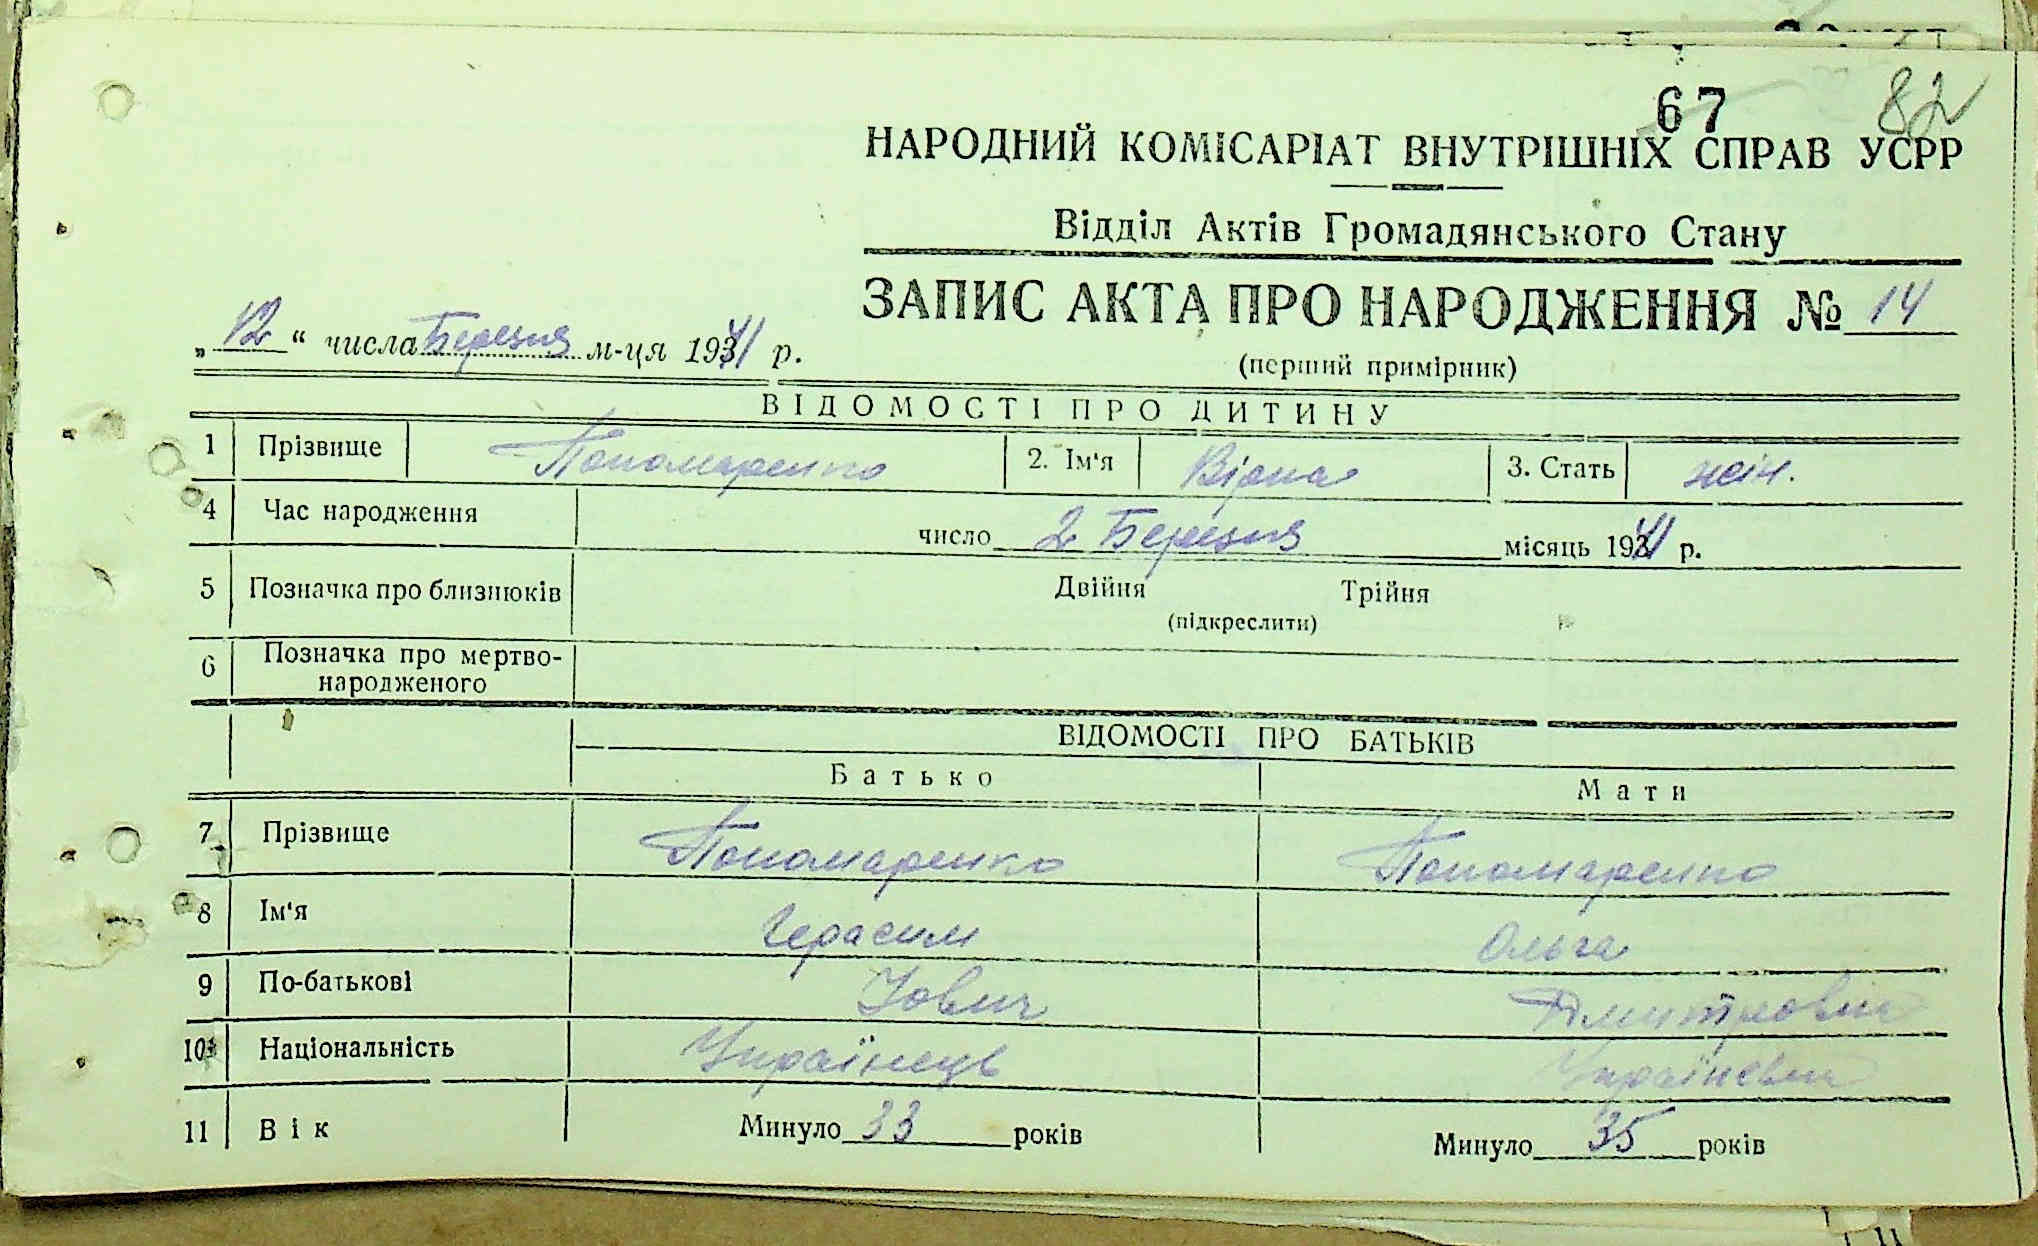 67 82
НАРОДНИЙ КОМІСАРІАТ ВНУТРІШНІХ СПРАВ УСРР
Відділ Актів Громадянського Стану
ЗАПИС АКТА ПРО НАРОДЖЕННЯ № 14
(перший примірник)
„12“ числа Березня м-ця 1941 р.
ВІДОМОСТІ ПРО ДИТИНУ
1 Прізвище Пономаренко 2. Ім'я Віра 3. Стать жін.
4 Час народження число 2 Березня місяць 1941 р.
5 Позначка про близнюків Двійня Трійня
(підкреслити)
6 Позначка про мертво-
народженого
ВІДОМОСТІ ПРО БАТЬКІВ
Батько Мати
7 Прізвище Пономаренко Пономаренко
8 Ім'я Герасим Ольга
9 По-батькові Йович
10 Національність Українець
11 Вік Минуло 33 років Минуло 35 років